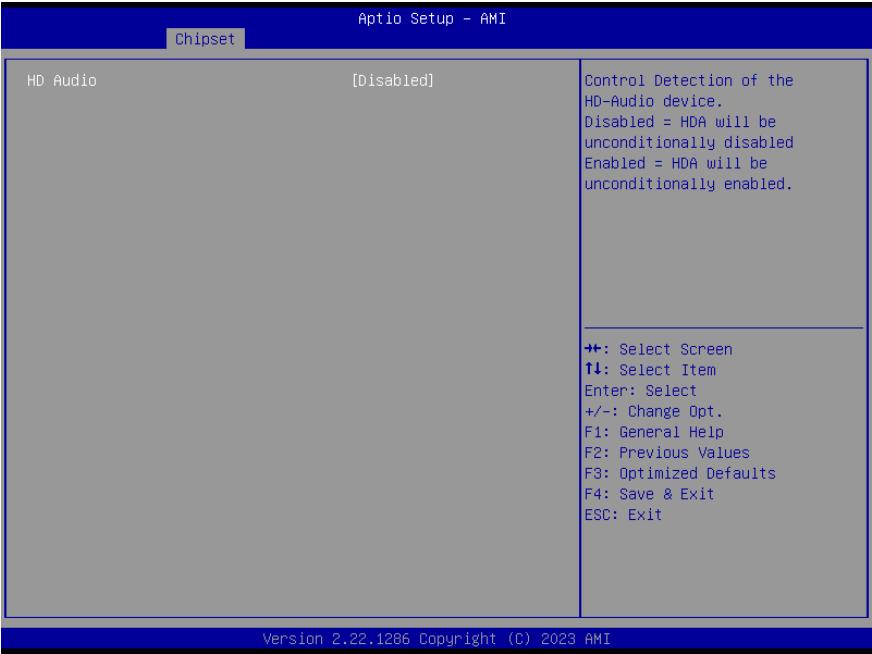 Aptio Setup – AMI
Chipset
HD Audio [Disabled]
Control Detection of the
HD-Audio device.
Disabled = HDA will be
unconditionally disabled
Enabled = HDA will be
unconditionally enabled.
→←: Select Screen
↑↓: Select Item
Enter: Select
+/-: Change Opt.
F1: General Help
F2: Previous Values
F3: Optimized Defaults
F4: Save & Exit
ESC: Exit
Version 2.22.1286 Copyright (C) 2023 AMI